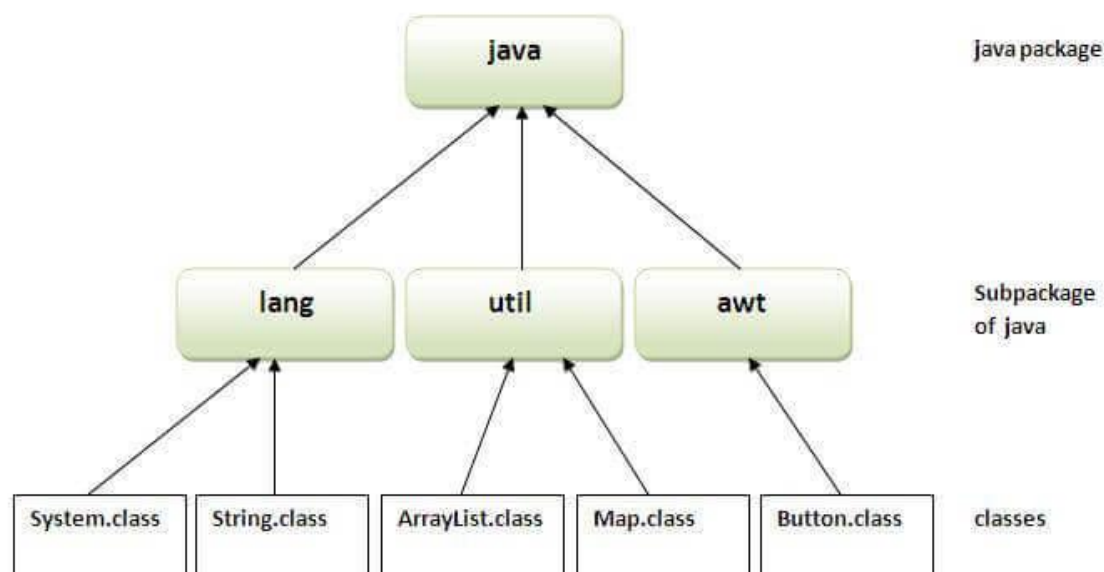 java
java package
lang
util
awt
Subpackage
of java
System.class
String.class
ArrayList.class
Map.class
Button.class
classes